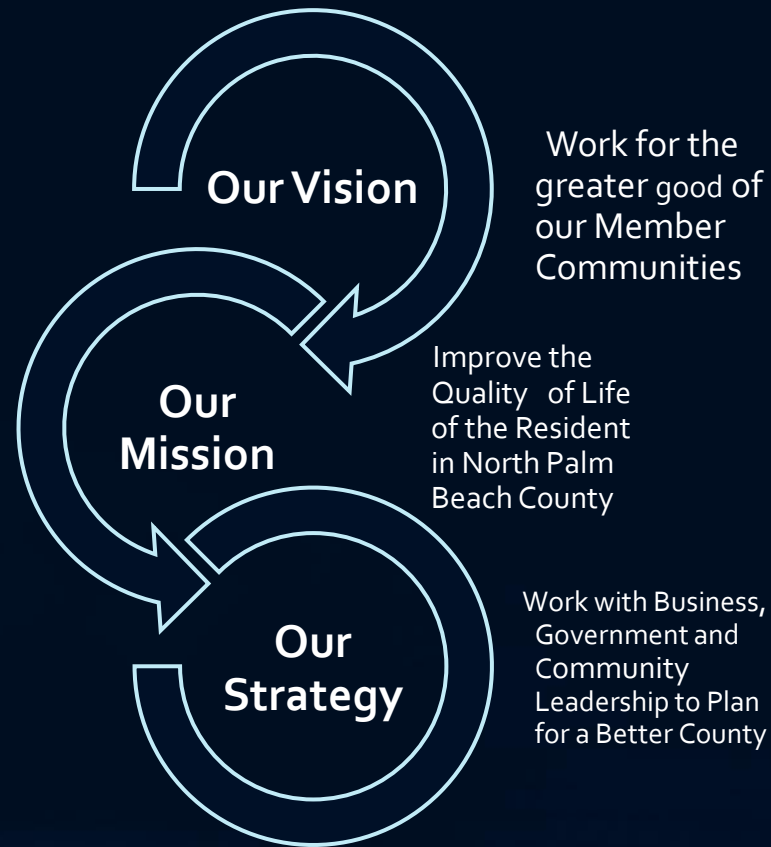 Our Vision
Work for the
greater good of
our Member
Communities
Our
Mission
Improve the
Quality of Life
of the Resident
in North Palm
Beach County
Our
Strategy
Work with Business,
Government and
Community
Leadership to Plan
for a Better County